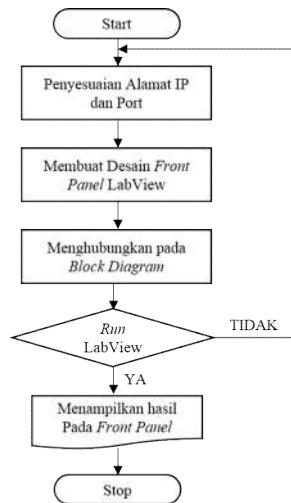 Start
Penyesuaian Alamat IP
dan Port
Membuat Desain Front
Panel LabView
Menghubungkan pada
Block Diagram
Run
LabView
TIDAK
YA
Menampilkan hasil
Pada Front Panel
Stop